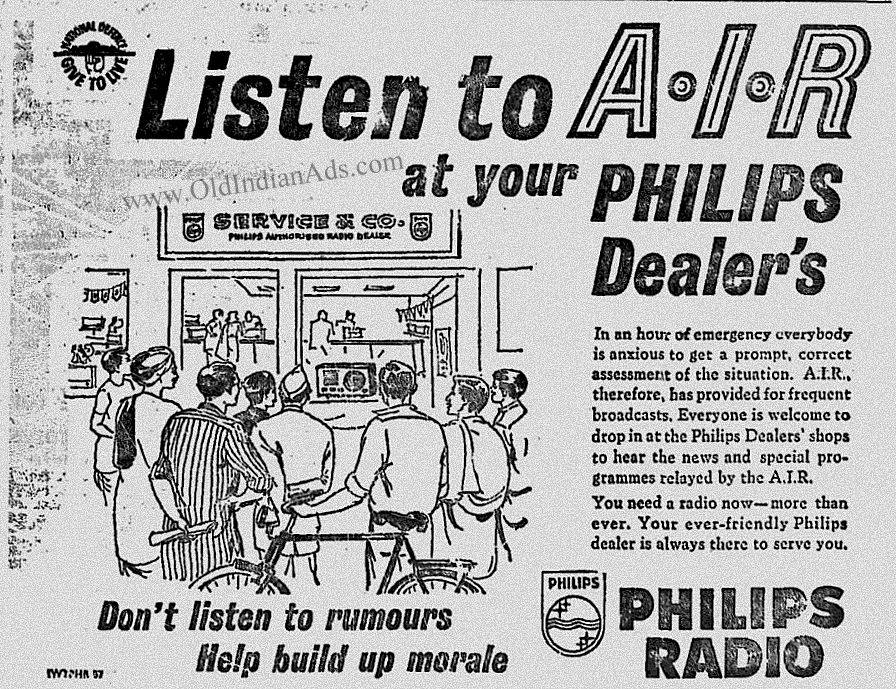 NATIONAL DEFENCE
GIVE TO LIVE
Listen to A·I·R
www.OldIndianAds.com
at your PHILIPS
Dealer's
SERVICE & CO.
PHILIPS AUTHORISED RADIO DEALER
In an hour of emergency everybody
is anxious to get a prompt, correct
assessment of the situation. A.I.R.,
therefore, has provided for frequent
broadcasts. Everyone is welcome to
drop in at the Philips Dealers' shops
to hear the news and special pro-
grammes relayed by the A.I.R.
You need a radio now—more than
ever. Your ever-friendly Philips
dealer is always there to serve you.
Don't listen to rumours
Help build up morale
PHILIPS
PHILIPS
RADIO